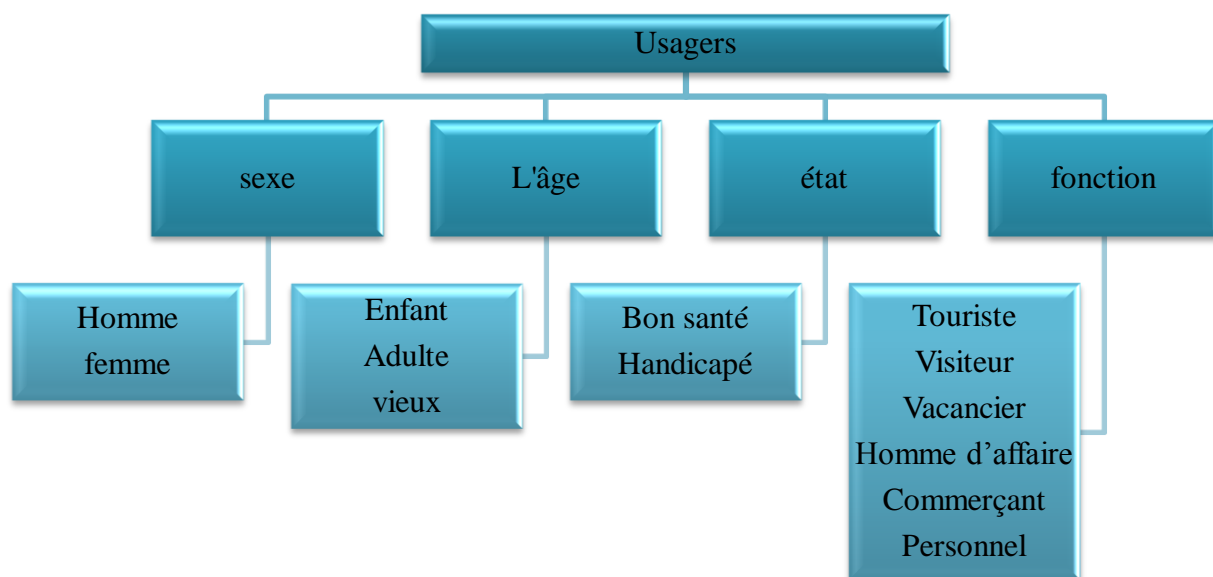 Usagers
sexe
L'âge
état
fonction
Homme
femme
Enfant
Adulte
vieux
Bon santé
Handicapé
Touriste
Visiteur
Vacancier
Homme d’affaire
Commerçant
Personnel